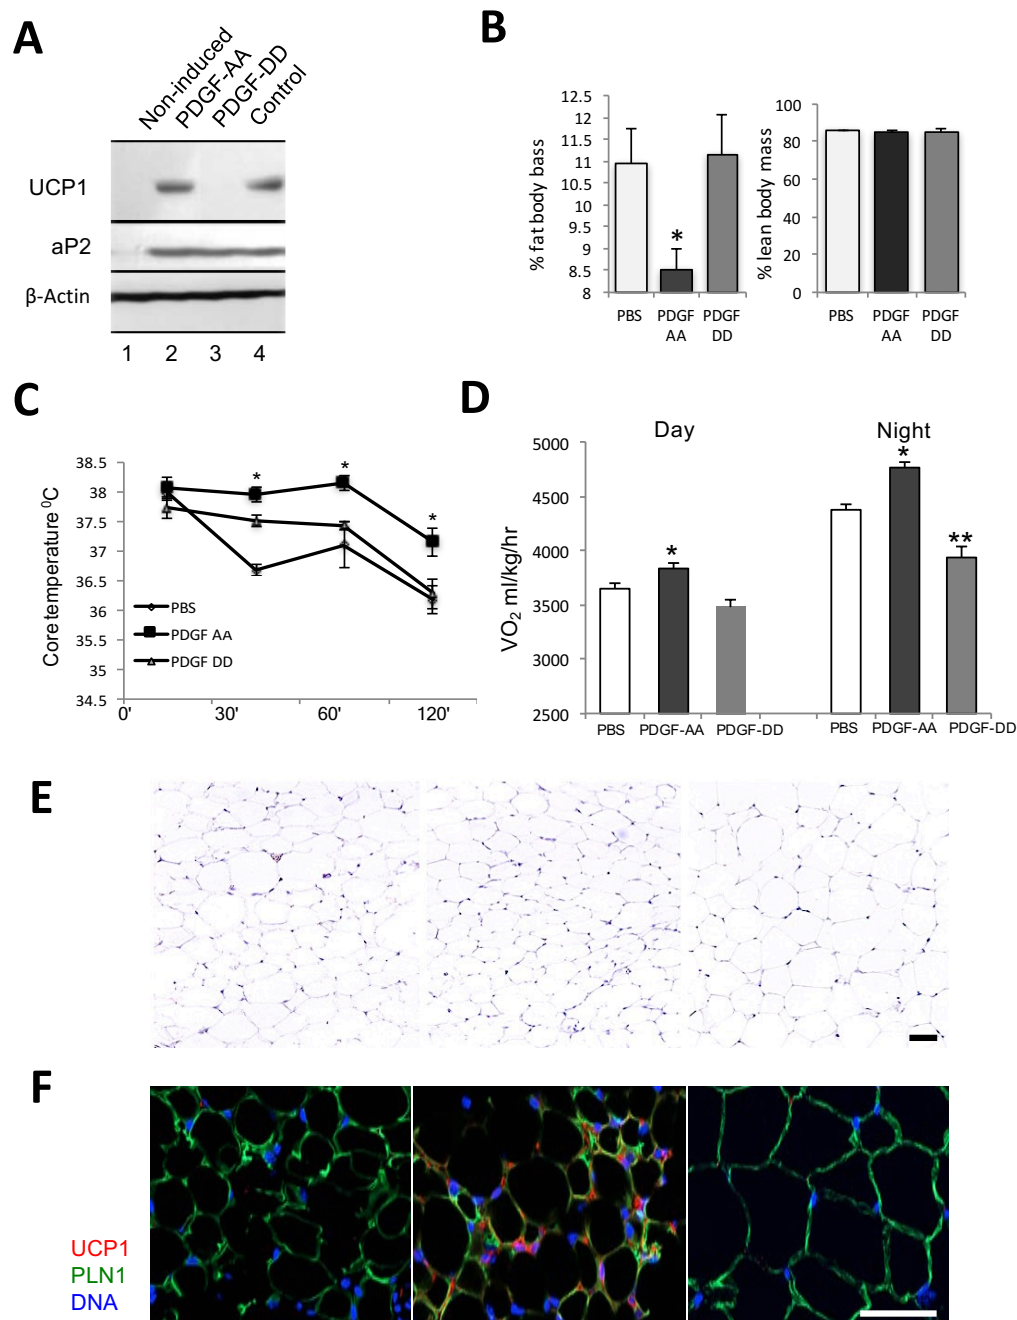 A
Non-induced
PDGF-AA
PDGF-DD
Control
UCP1
aP2
β-Actin
1 2 3 4
B
% fat body bass
12.5
12
11.5
11
10.5
10
9.5
9
8.5
8
*
PBS PDGF AA PDGF DD
% lean body mass
100
80
60
40
20
0
PBS PDGF AA PDGF DD
C
Core temperature ⁰C
38.5
38
37.5
37
36.5
36
35.5
35
34.5
* * *
PBS
PDGF AA
PDGF DD
0' 30' 60' 120'
D
Day Night
VO₂ ml/kg/hr
5000
4500
4000
3500
3000
2500
* * **
PBS PDGF-AA PDGF-DD PBS PDGF-AA PDGF-DD
E
F
UCP1
PLN1
DNA